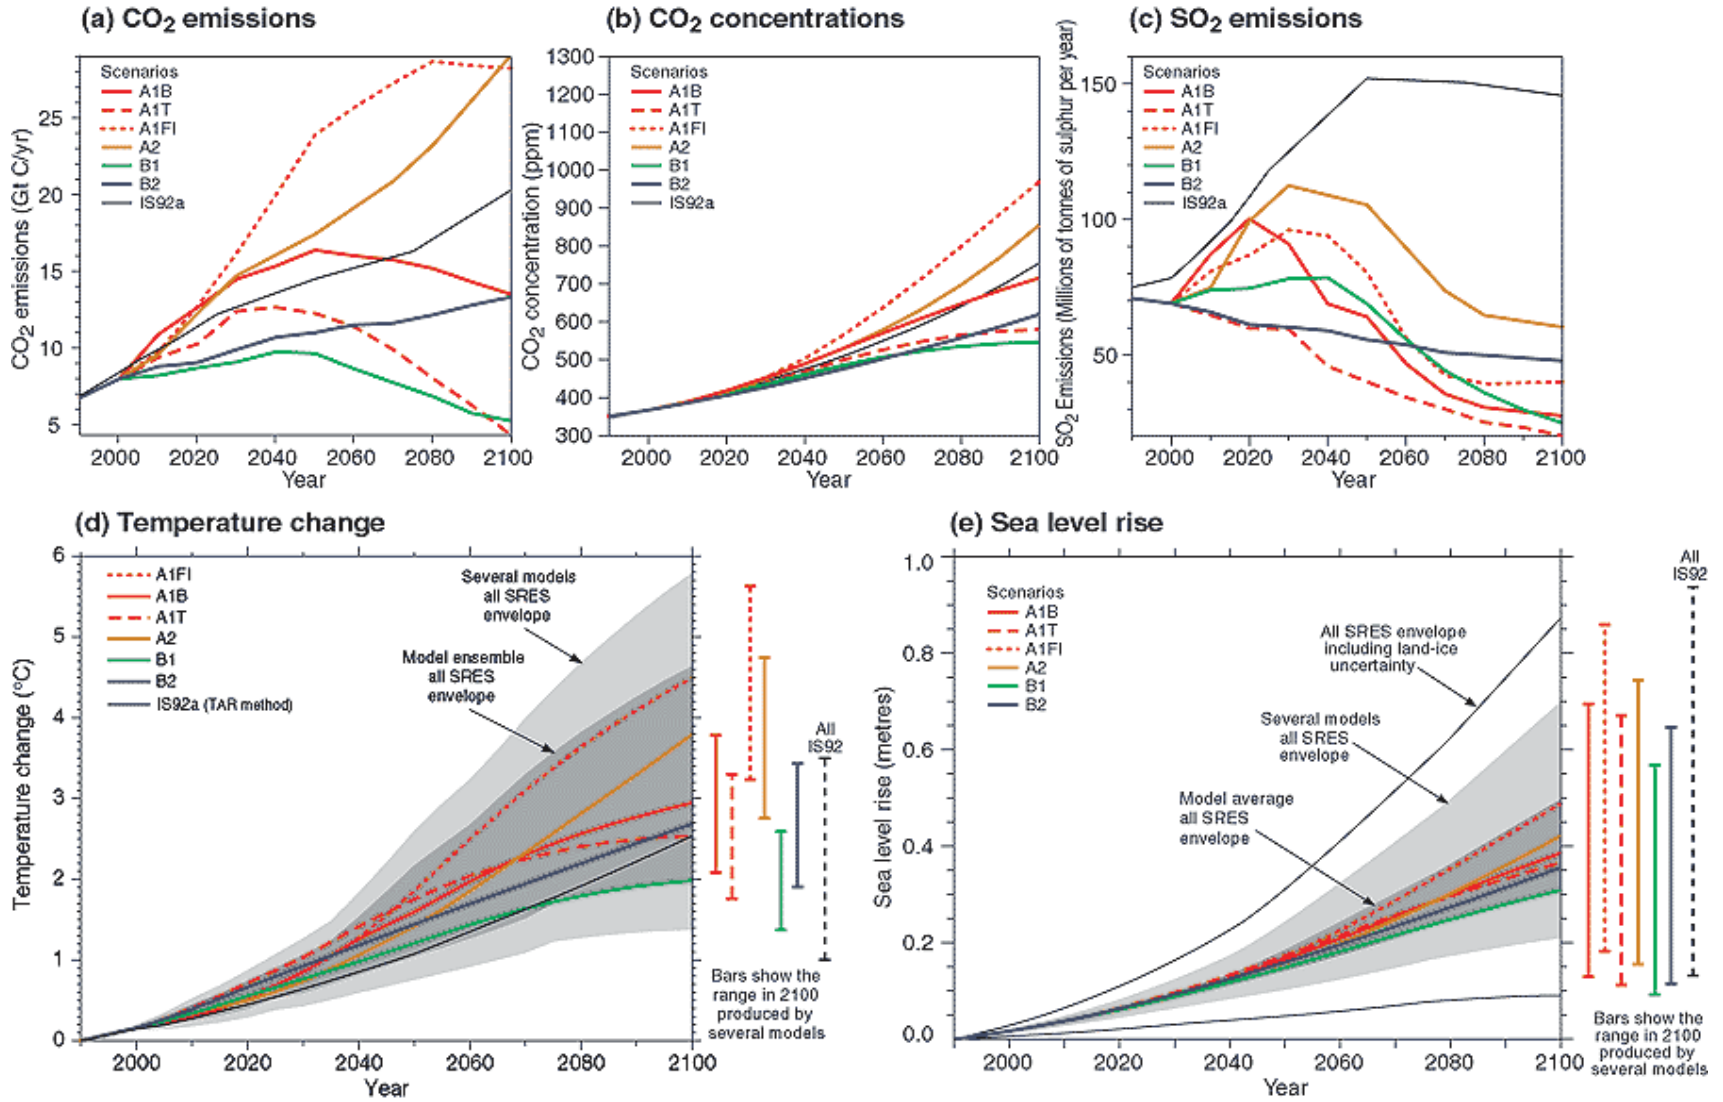 (a) CO2 emissions
CO2 emissions (Gt C/yr)
25
20
15
10
5
Scenarios
A1B
A1T
A1FI
A2
B1
B2
IS92a
2000 2020 2040 2060 2080 2100
Year
(b) CO2 concentrations
CO2 concentration (ppm)
1300
1200
1100
1000
900
800
700
600
500
400
300
Scenarios
A1B
A1T
A1FI
A2
B1
B2
IS92a
2000 2020 2040 2060 2080 2100
Year
(c) SO2 emissions
SO2 Emissions (Millions of tonnes of sulphur per year)
150
100
50
Scenarios
A1B
A1T
A1FI
A2
B1
B2
IS92a
2000 2020 2040 2060 2080 2100
Year
(d) Temperature change
Temperature change (°C)
6
5
4
3
2
1
0
A1FI
A1B
A1T
A2
B1
B2
IS92a (TAR method)
Several models
all SRES
envelope
Model ensemble
all SRES
envelope
All
IS92
Bars show the
range in 2100
produced by
several models
2000 2020 2040 2060 2080 2100
Year
(e) Sea level rise
Sea level rise (metres)
1.0
0.8
0.6
0.4
0.2
0.0
Scenarios
A1B
A1T
A1FI
A2
B1
B2
All SRES envelope
including land-ice
uncertainty
Several models
all SRES
envelope
Model average
all SRES
envelope
All
IS92
Bars show the
range in 2100
produced by
several models
2000 2020 2040 2060 2080 2100
Year